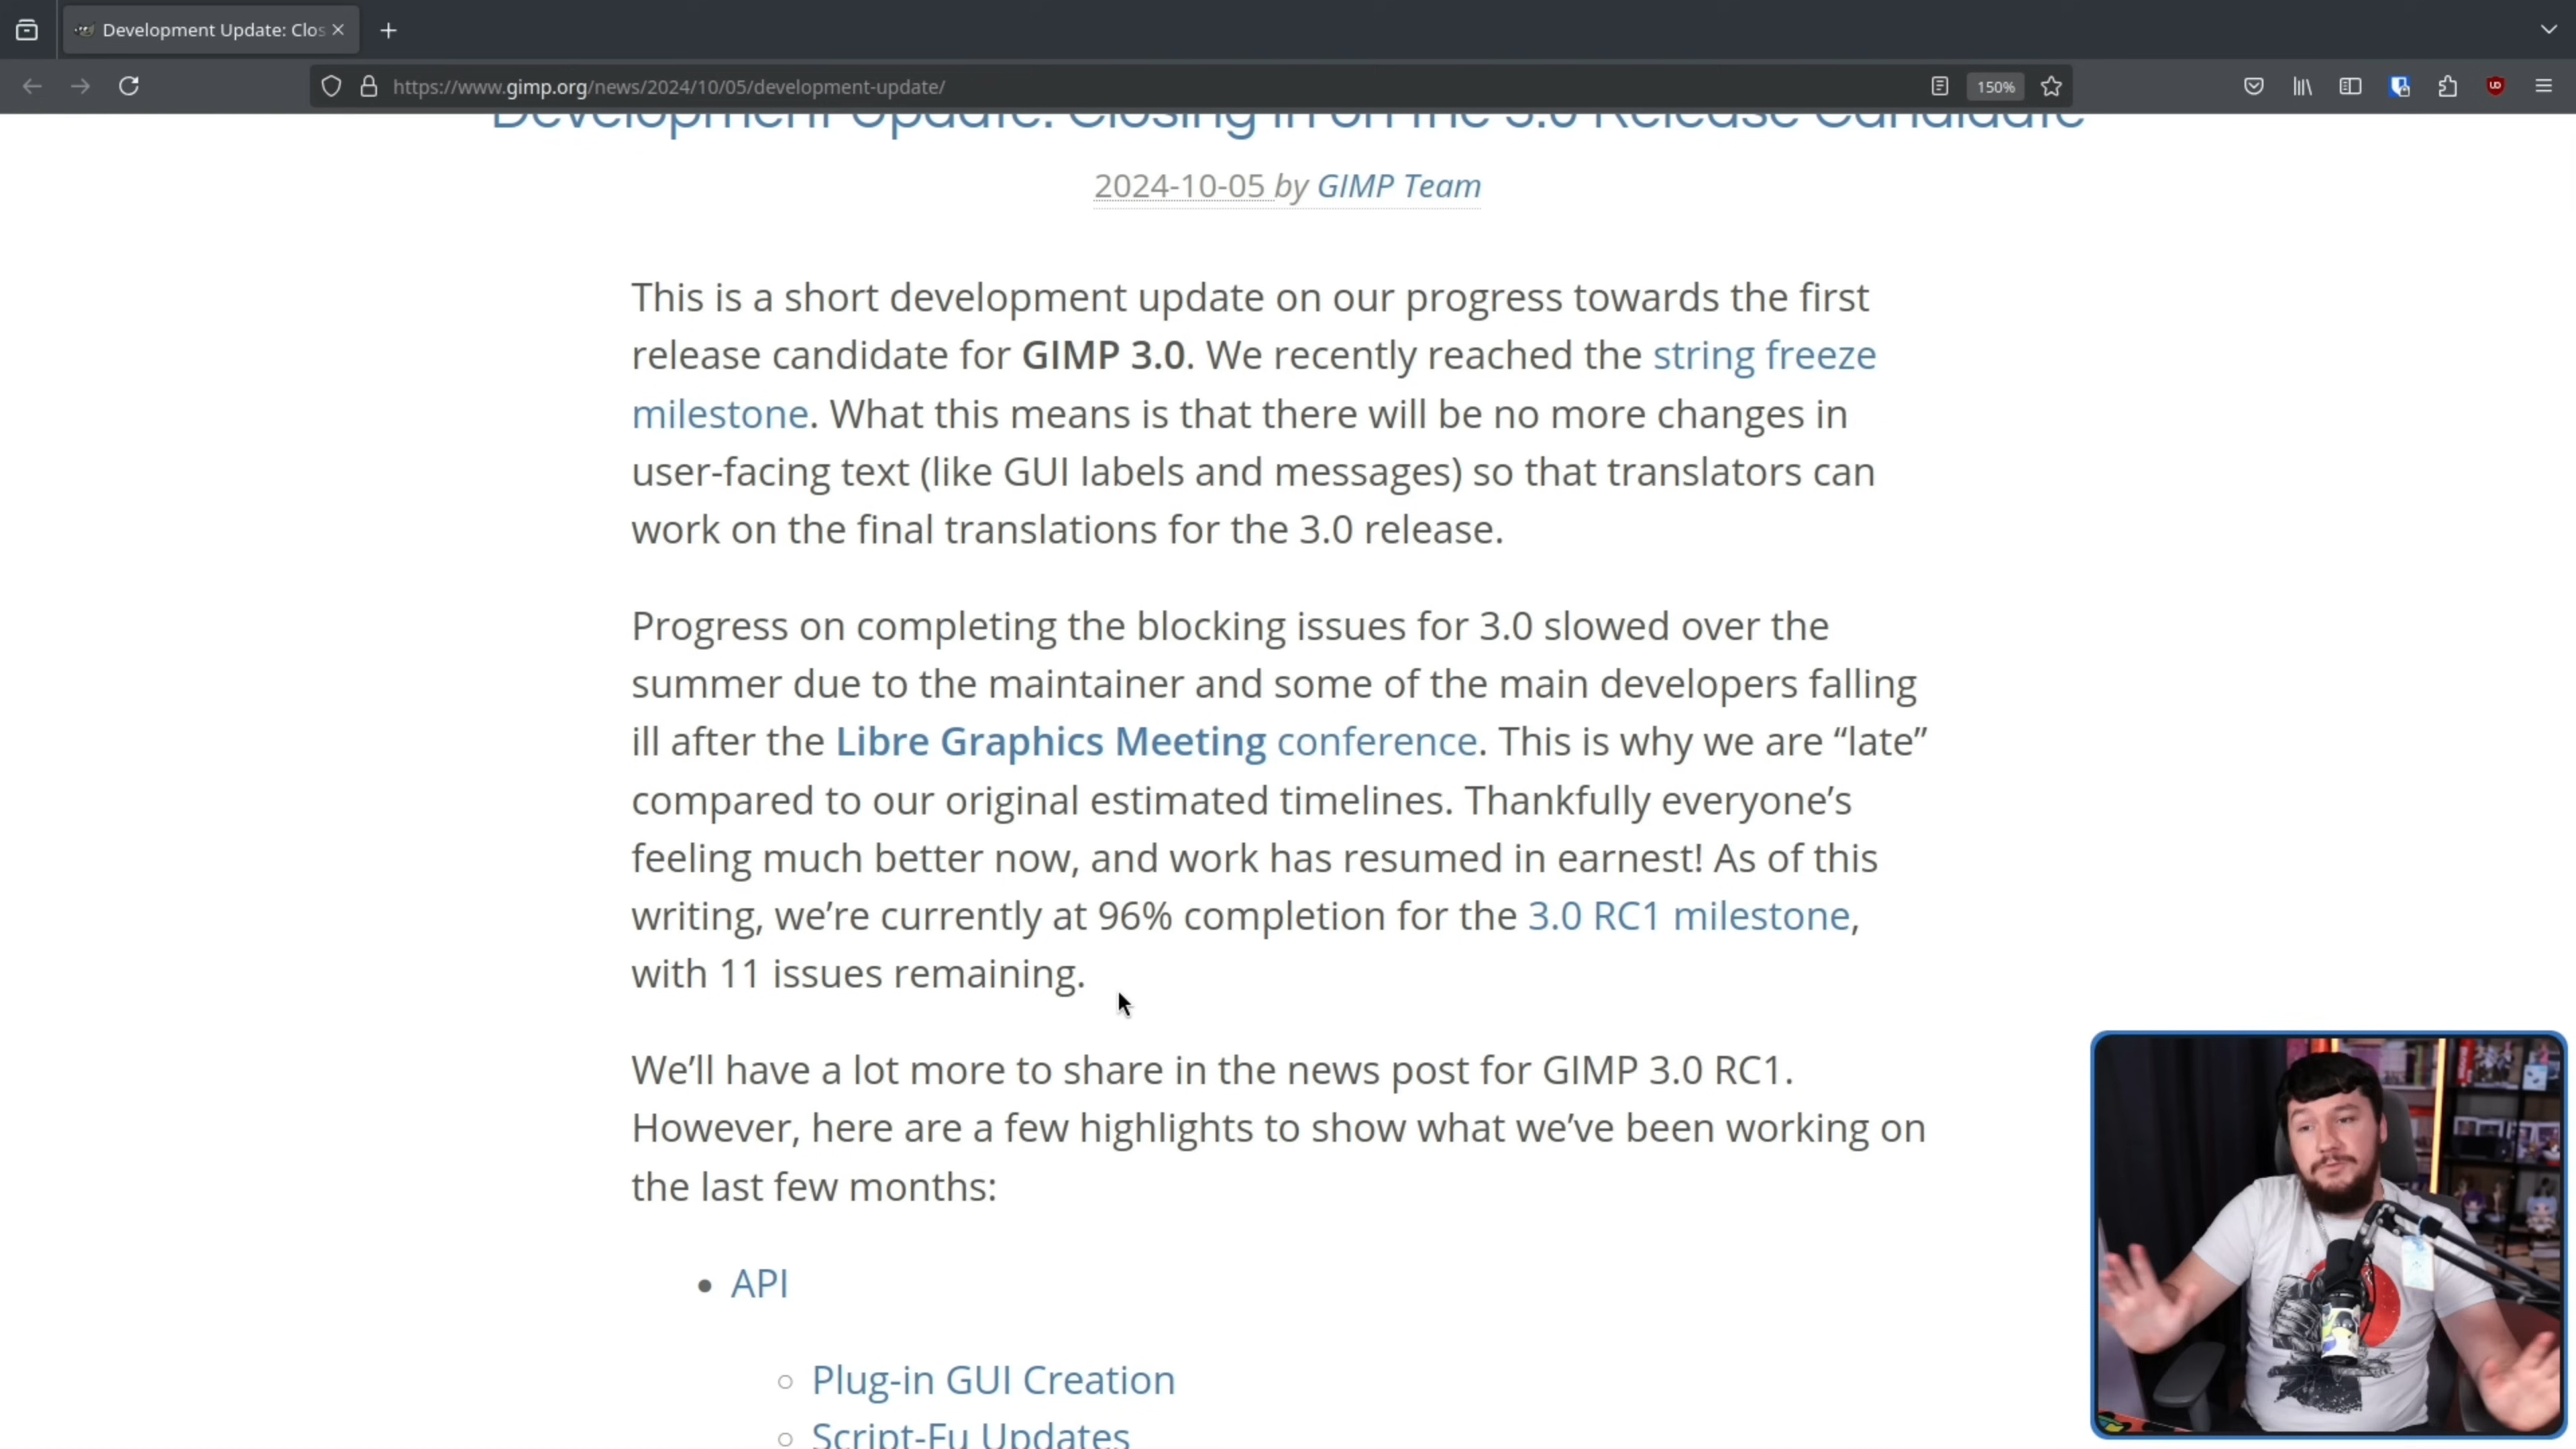 Development Update: Clos
https://www.gimp.org/news/2024/10/05/development-update/
150%
Development Update: Closing In on the 3.0 Release Candidate
2024-10-05 by GIMP Team
This is a short development update on our progress towards the first
release candidate for GIMP 3.0. We recently reached the string freeze
milestone. What this means is that there will be no more changes in
user-facing text (like GUI labels and messages) so that translators can
work on the final translations for the 3.0 release.
Progress on completing the blocking issues for 3.0 slowed over the
summer due to the maintainer and some of the main developers falling
ill after the Libre Graphics Meeting conference. This is why we are “late”
compared to our original estimated timelines. Thankfully everyone’s
feeling much better now, and work has resumed in earnest! As of this
writing, we’re currently at 96% completion for the 3.0 RC1 milestone,
with 11 issues remaining.
We’ll have a lot more to share in the news post for GIMP 3.0 RC1.
However, here are a few highlights to show what we’ve been working on
the last few months:
• API
○ Plug-in GUI Creation
○ Script-Fu Updates